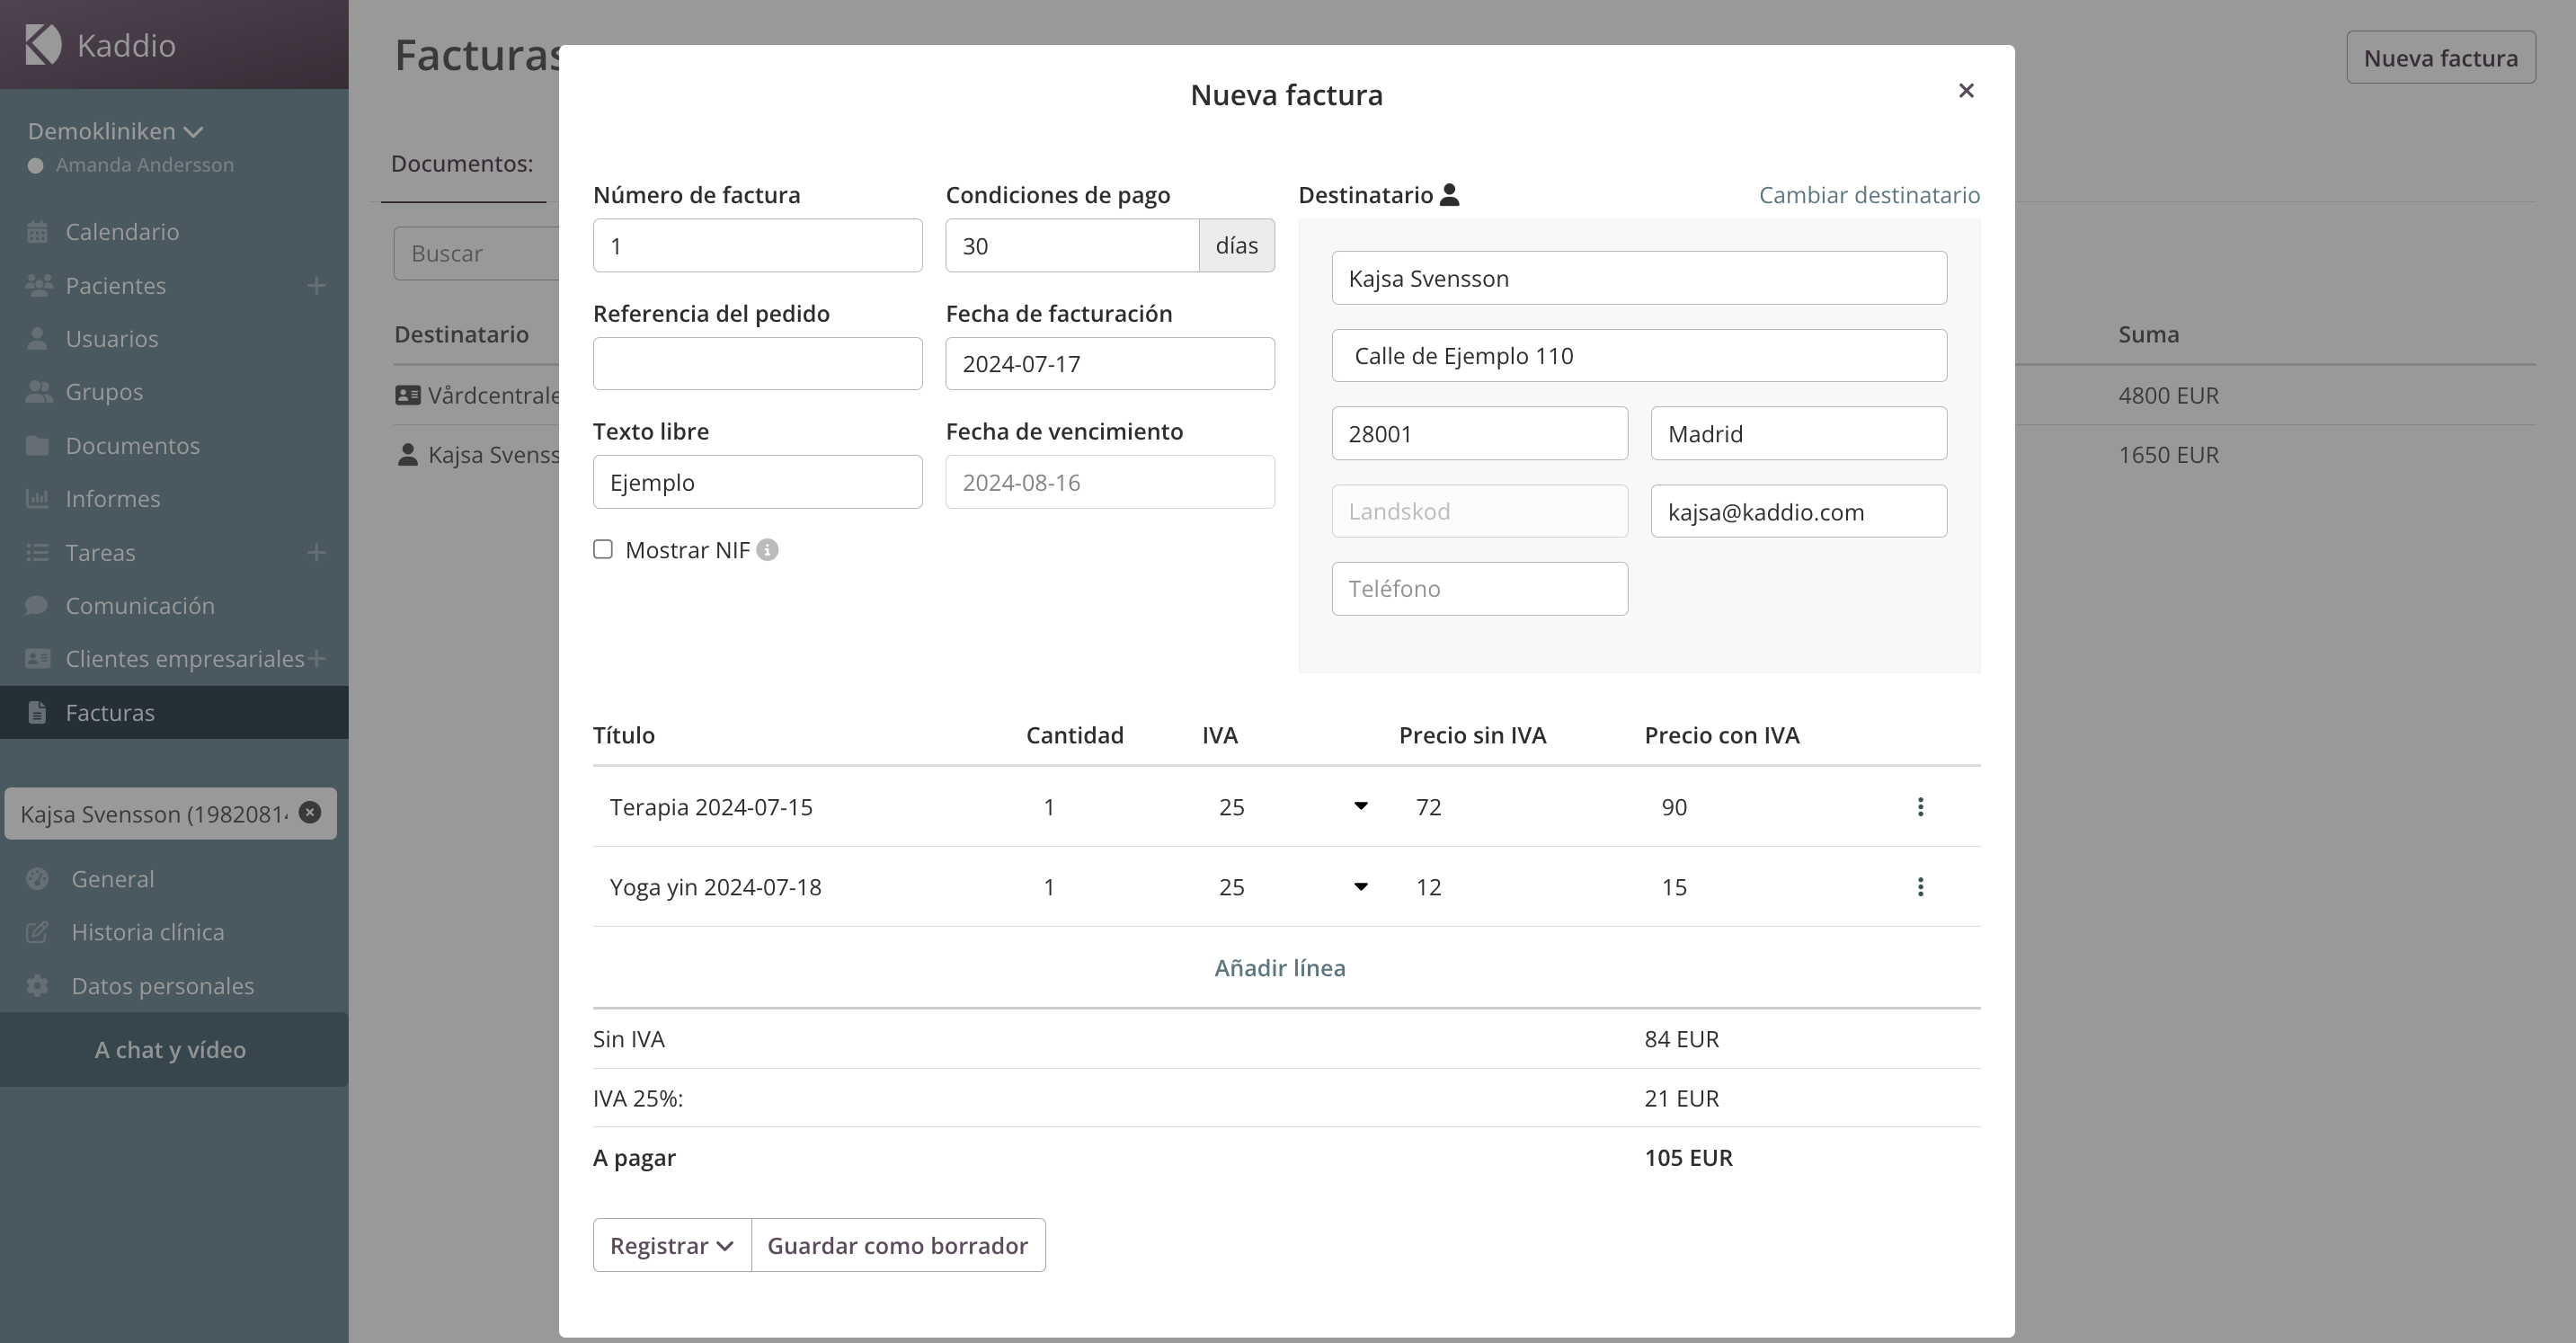 Kaddio
Demokliniken
Amanda Andersson
Calendario
Pacientes
Usuarios
Grupos
Documentos
Informes
Tareas
Comunicación
Clientes empresariales
Facturas
Kajsa Svensson (1982081
General
Historia clínica
Datos personales
A chat y vídeo
Facturas
Nueva factura
Documentos:
Buscar
Destinatario
Suma
Vårdcentrale
4800 EUR
Kajsa Svenss
1650 EUR
Nueva factura
Número de factura
1
Condiciones de pago
30 días
Referencia del pedido
Fecha de facturación
2024-07-17
Texto libre
Ejemplo
Fecha de vencimiento
2024-08-16
Mostrar NIF
Destinatario
Cambiar destinatario
Kajsa Svensson
Calle de Ejemplo 110
28001
Madrid
Landskod
kajsa@kaddio.com
Teléfono
Título Cantidad IVA Precio sin IVA Precio con IVA
Terapia 2024-07-15 1 25 72 90
Yoga yin 2024-07-18 1 25 12 15
Añadir línea
Sin IVA 84 EUR
IVA 25%: 21 EUR
A pagar 105 EUR
Registrar
Guardar como borrador